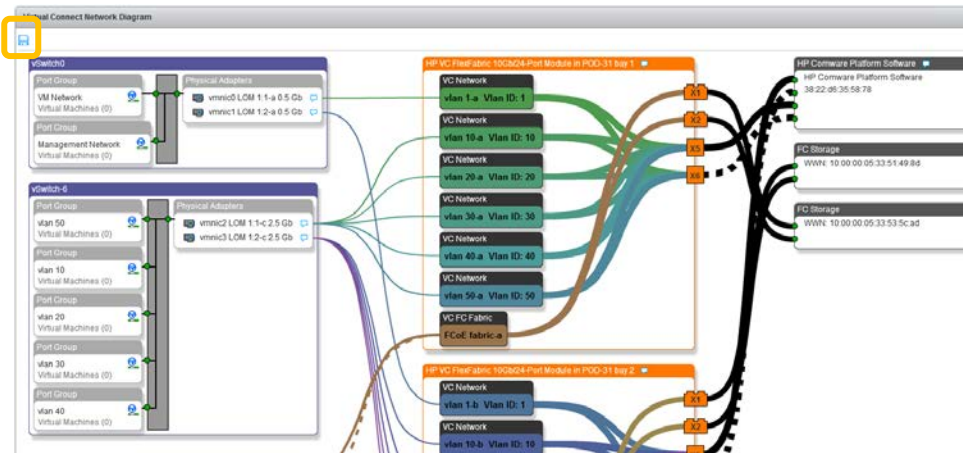 Virtual Connect Network Diagram
vSwitch0
Port Group
VM Network
Virtual Machines (0)
Port Group
Management Network
Virtual Machines (0)
Physical Adapters
vmnic0 LOM 1:1-a 0.5 Gb
vmnic1 LOM 1:2-a 0.5 Gb
vSwitch-6
Port Group
vlan 50
Virtual Machines (0)
Port Group
vlan 10
Virtual Machines (0)
Port Group
vlan 20
Virtual Machines (0)
Port Group
vlan 30
Virtual Machines (0)
Port Group
vlan 40
Virtual Machines (0)
Physical Adapters
vmnic2 LOM 1:1-c 2.5 Gb
vmnic3 LOM 1:2-c 2.5 Gb
HP VC FlexFabric 10Gb/24-Port Module in POD-31 bay 1
VC Network
vlan 1-a Vlan ID: 1
VC Network
vlan 10-a Vlan ID: 10
VC Network
vlan 20-a Vlan ID: 20
VC Network
vlan 30-a Vlan ID: 30
VC Network
vlan 40-a Vlan ID: 40
VC Network
vlan 50-a Vlan ID: 50
VC FC Fabric
FCoE fabric-a
X1
X2
X5
X6
HP VC FlexFabric 10Gb/24-Port Module in POD-31 bay 2
VC Network
vlan 1-b Vlan ID: 1
VC Network
vlan 10-b Vlan ID: 10
X1
X2
HP Comware Platform Software
HP Comware Platform Software
38:22:d6:35:58:78
FC Storage
WWN: 10:00:00:05:33:51:49:8d
FC Storage
WWN: 10:00:00:05:33:53:5c:ad